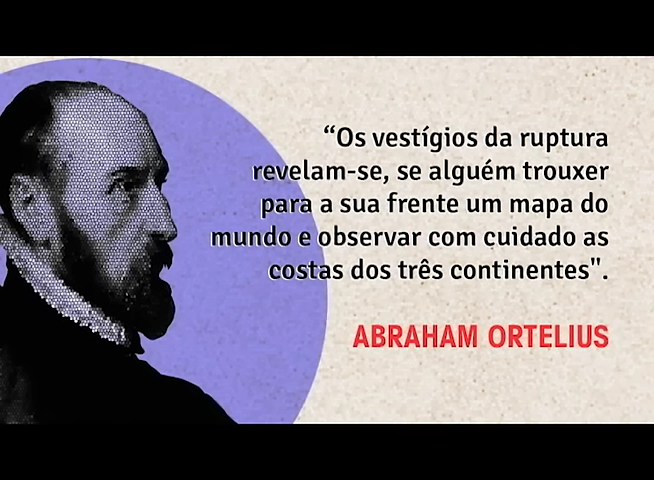 “Os vestígios da ruptura
revelam-se, se alguém trouxer
para a sua frente um mapa do
mundo e observar com cuidado as
costas dos três continentes".
ABRAHAM ORTELIUS